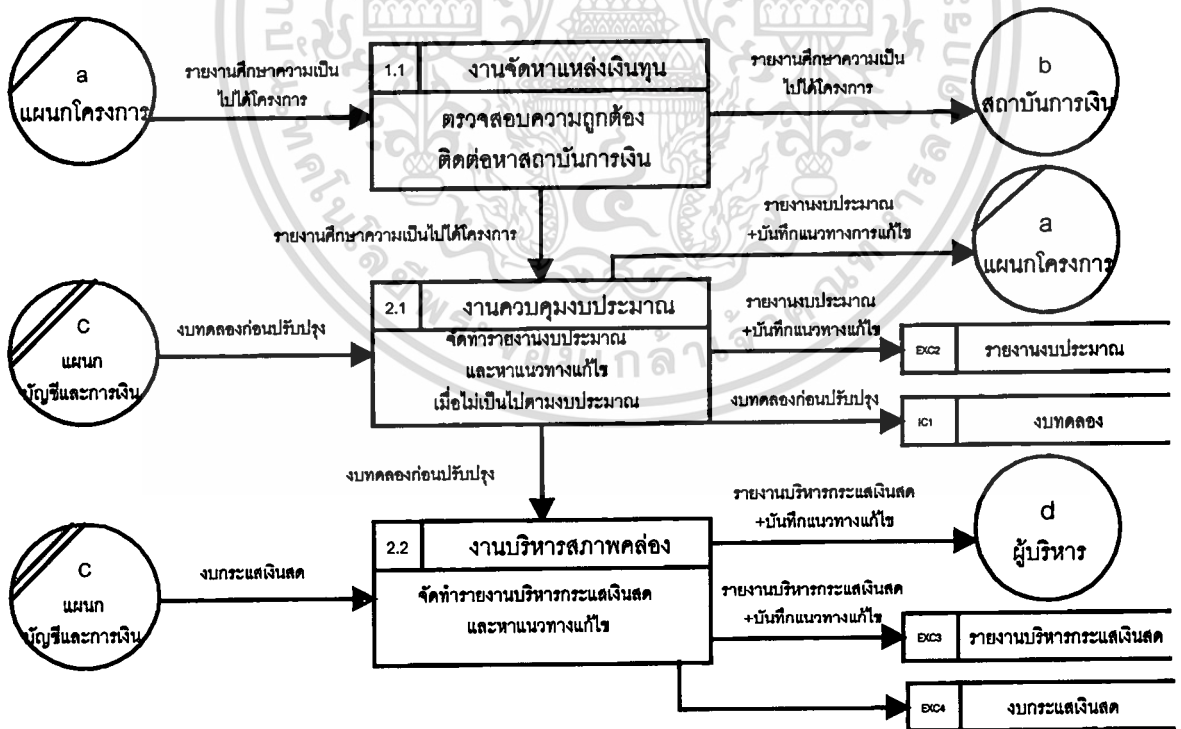 a
แผนกโครงการ
รายงานศึกษาความเป็น
ไปได้โครงการ
1.1
งานจัดหาแหล่งเงินทุน
ตรวจสอบความถูกต้อง
ติดต่อหาสถาบันการเงิน
รายงานศึกษาความเป็น
ไปได้โครงการ
b
สถาบันการเงิน
รายงานศึกษาความเป็นไปได้โครงการ
รายงานงบประมาณ
+บันทึกแนวทางการแก้ไข
a
แผนกโครงการ
C
แผนก
บัญชีและการเงิน
งบทดลองก่อนปรับปรุง
2.1
งานควบคุมงบประมาณ
จัดทำรายงานงบประมาณ
และหาแนวทางแก้ไข
เมื่อไม่เป็นไปตามงบประมาณ
รายงานงบประมาณ
+บันทึกแนวทางแก้ไข
EXC2
รายงานงบประมาณ
งบทดลองก่อนปรับปรุง
IC1
งบทดลอง
งบทดลองก่อนปรับปรุง
C
แผนก
บัญชีและการเงิน
งบกระแสเงินสด
2.2
งานบริหารสภาพคล่อง
จัดทำรายงานบริหารกระแสเงินสด
และหาแนวทางแก้ไข
รายงานบริหารกระแสเงินสด
+บันทึกแนวทางแก้ไข
d
ผู้บริหาร
รายงานบริหารกระแสเงินสด
+บันทึกแนวทางแก้ไข
EXC3
รายงานบริหารกระแสเงินสด
EXC4
งบกระแสเงินสด